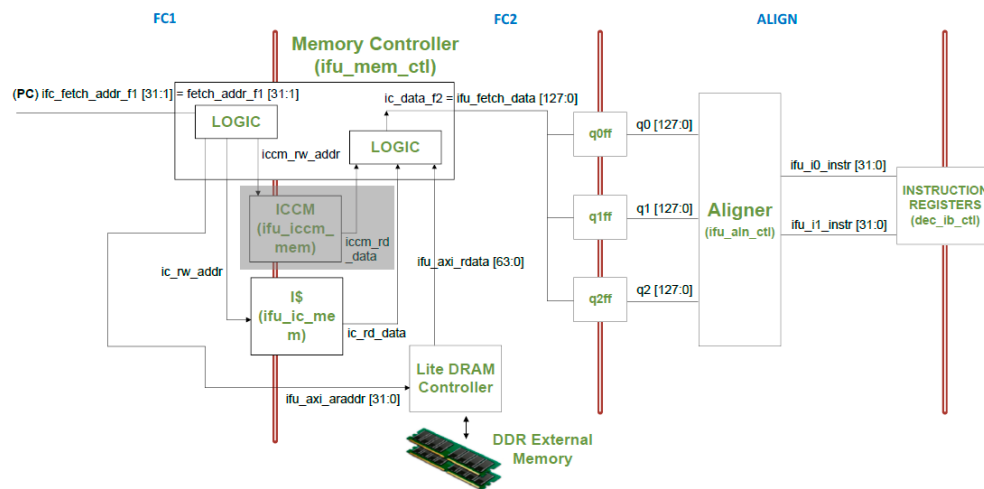 FC1
FC2
ALIGN
Memory Controller
(ifu_mem_ctl)
(PC) ifc_fetch_addr_f1 [31:1] = fetch_addr_f1 [31:1]
ic_data_f2 = ifu_fetch_data [127:0]
LOGIC
LOGIC
iccm_rw_addr
q0ff
q0 [127:0]
ICCM
(ifu_iccm_
mem)
iccm_rd
_data
ifu_axi_rdata [63:0]
q1ff
q1 [127:0]
Aligner
(ifu_aln_ctl)
ifu_i0_instr [31:0]
ifu_i1_instr [31:0]
INSTRUCTION
REGISTERS
(dec_ib_ctl)
ic_rw_addr
I$
(ifu_ic_me
m)
ic_rd_data
q2ff
q2 [127:0]
Lite DRAM
Controller
ifu_axi_araddr [31:0]
DDR External
Memory